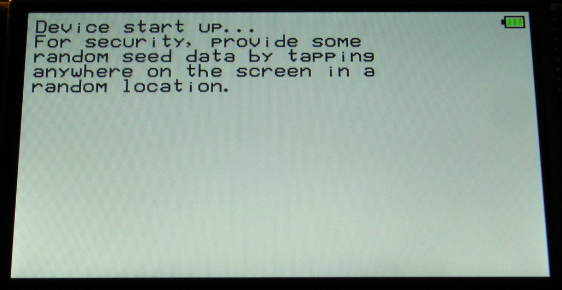 Device start up...
For security, provide some
random seed data by tapping
anywhere on the screen in a
random location.